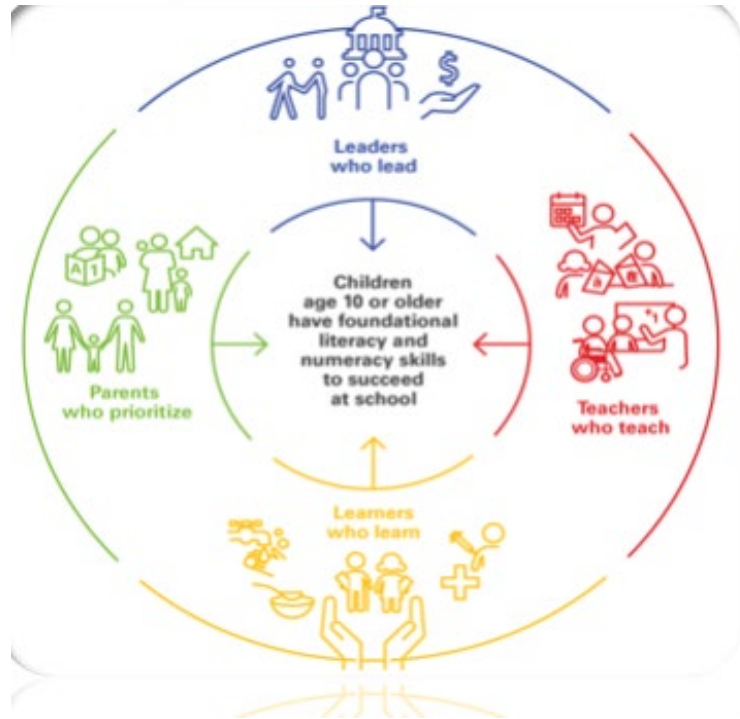 Leaders
who lead
Children
age 10 or older
have foundational
literacy and
numeracy skills
to succeed
at school
Parents
who prioritize
Teachers
who teach
Learners
who learn
A 1